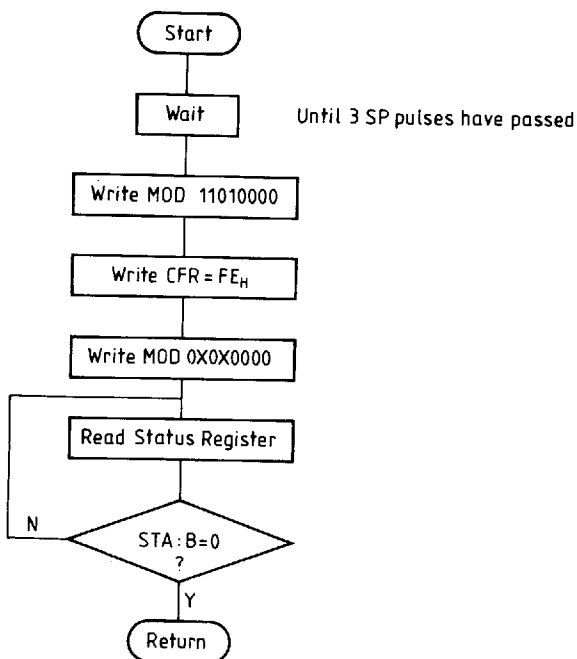 Start
Wait
Until 3 SP pulses have passed
Write MOD 11010000
Write CFR = FEH
Write MOD 0X0X0000
Read Status Register
N
STA:B=0
?
Y
Return